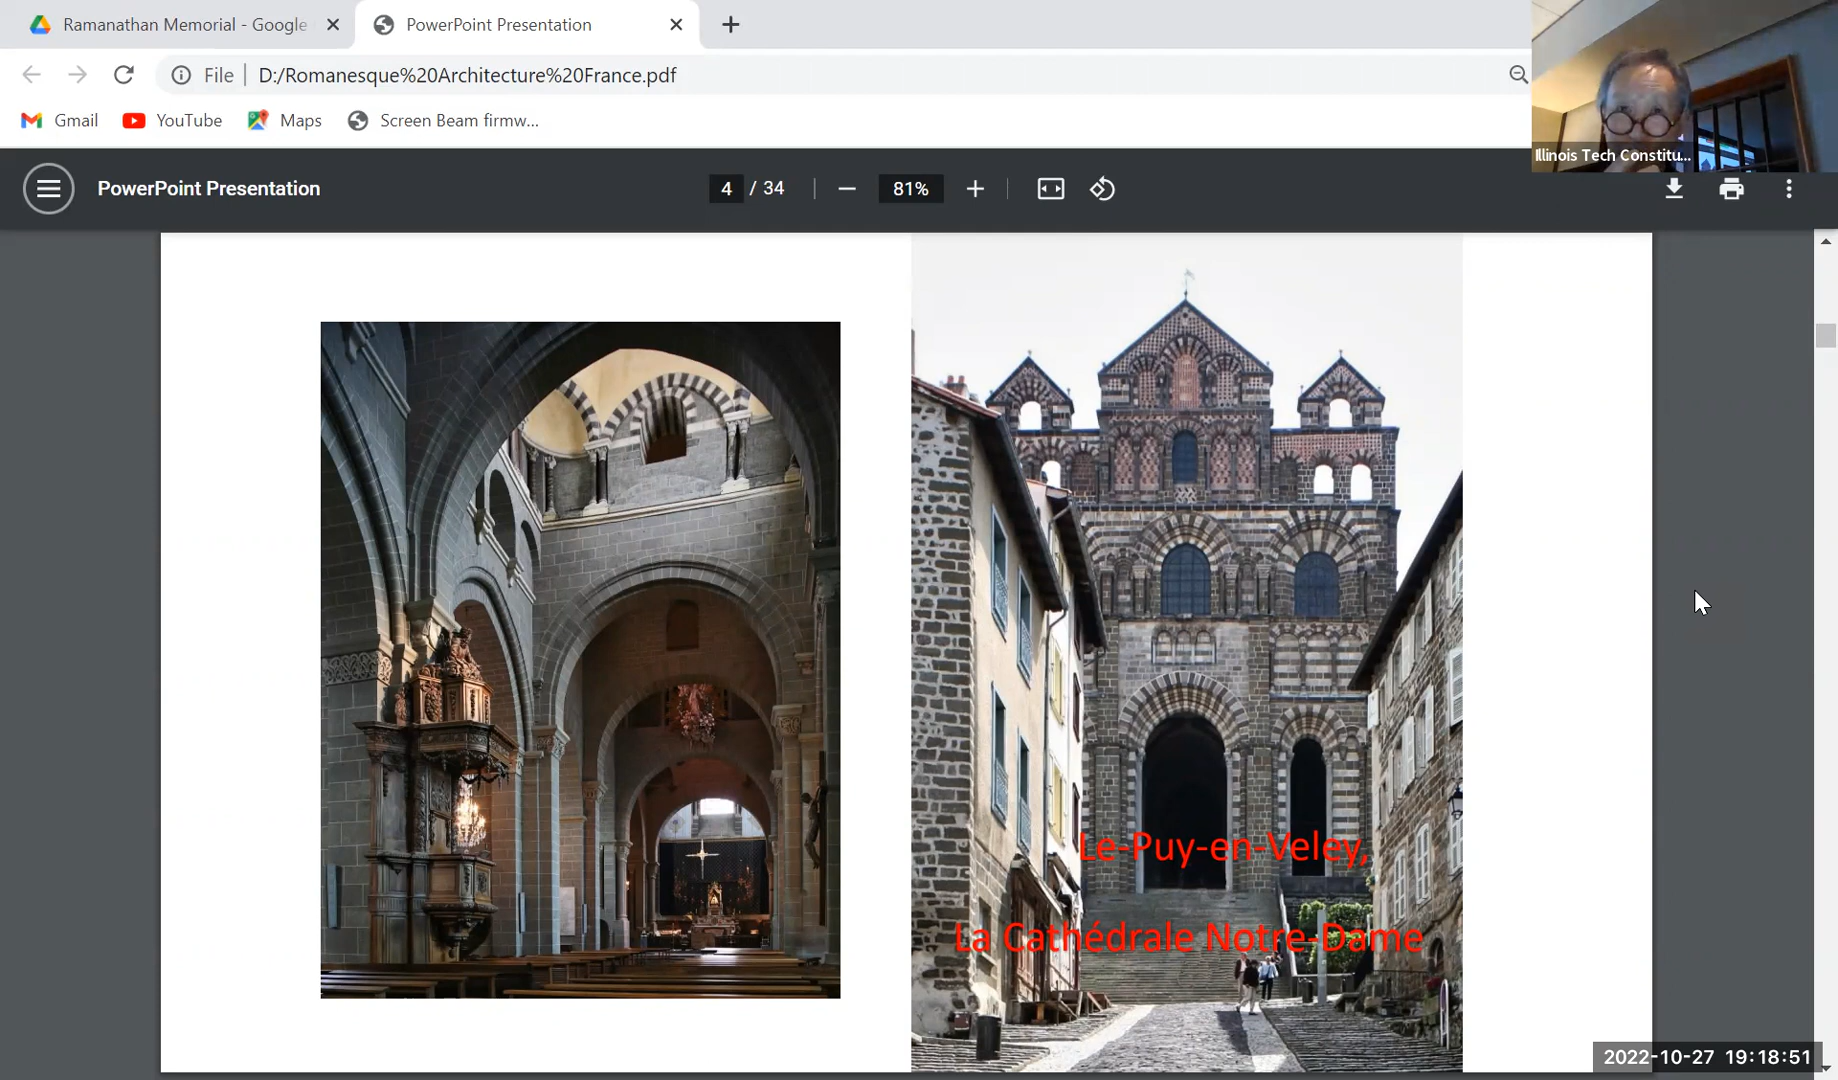 Ramanathan Memorial - Google
PowerPoint Presentation
File
D:/Romanesque%20Architecture%20France.pdf
Gmail
YouTube
Maps
Screen Beam firmw...
Illinois Tech Constitu...
PowerPoint Presentation
4 / 34
81%
Le-Puy-en-Veley,
La Cathédrale Notre-Dame
2022-10-27 19:18:51